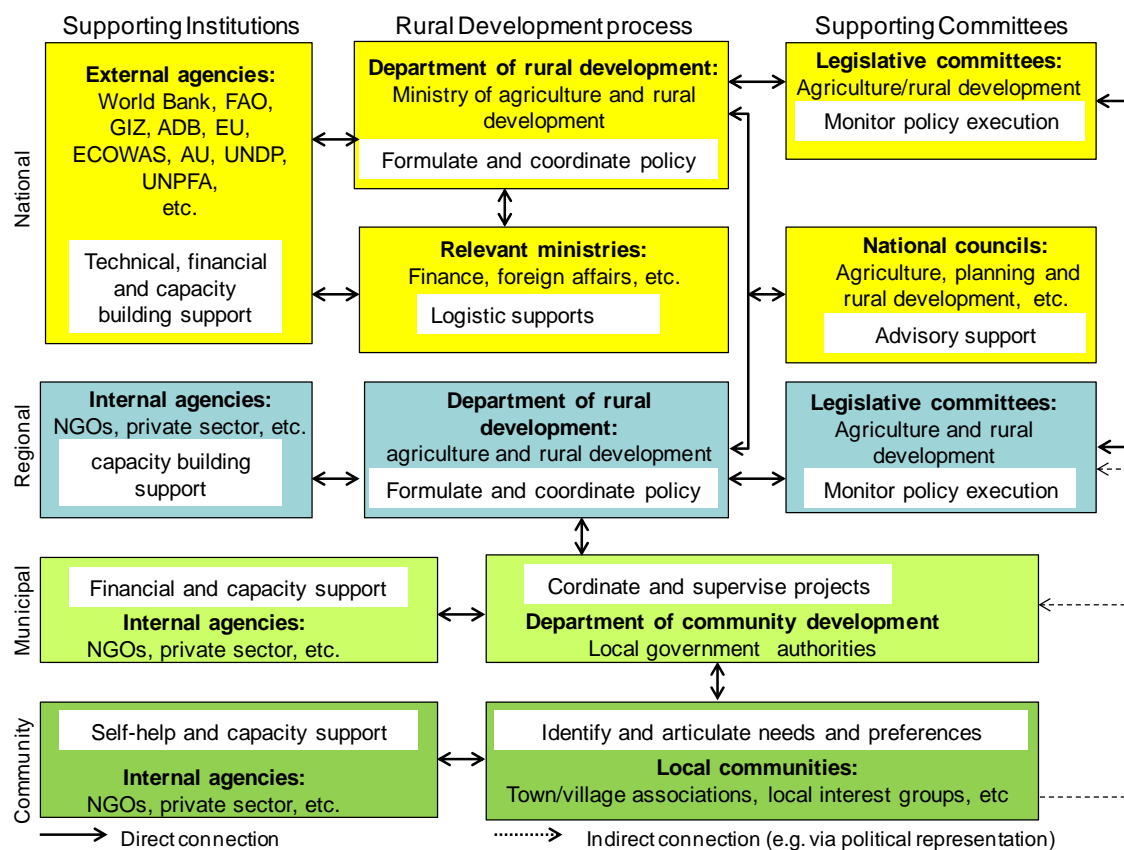 Supporting Institutions
Rural Development process
Supporting Committees
National
External agencies:
World Bank, FAO,
GIZ, ADB, EU,
ECOWAS, AU, UNDP,
UNPFA,
etc.
Technical, financial
and capacity
building support
Department of rural development:
Ministry of agriculture and rural
development
Formulate and coordinate policy
Legislative committees:
Agriculture/rural development
Monitor policy execution
Relevant ministries:
Finance, foreign affairs, etc.
Logistic supports
National councils:
Agriculture, planning and
rural development, etc.
Advisory support
Regional
Internal agencies:
NGOs, private sector, etc.
capacity building
support
Department of rural
development:
agriculture and rural development
Formulate and coordinate policy
Legislative committees:
Agriculture and rural
development
Monitor policy execution
Municipal
Financial and capacity support
Internal agencies:
NGOs, private sector, etc.
Cordinate and supervise projects
Department of community development
Local government authorities
Community
Self-help and capacity support
Internal agencies:
NGOs, private sector, etc.
Identify and articulate needs and preferences
Local communities:
Town/village associations, local interest groups, etc
Direct connection
Indirect connection (e.g. via political representation)